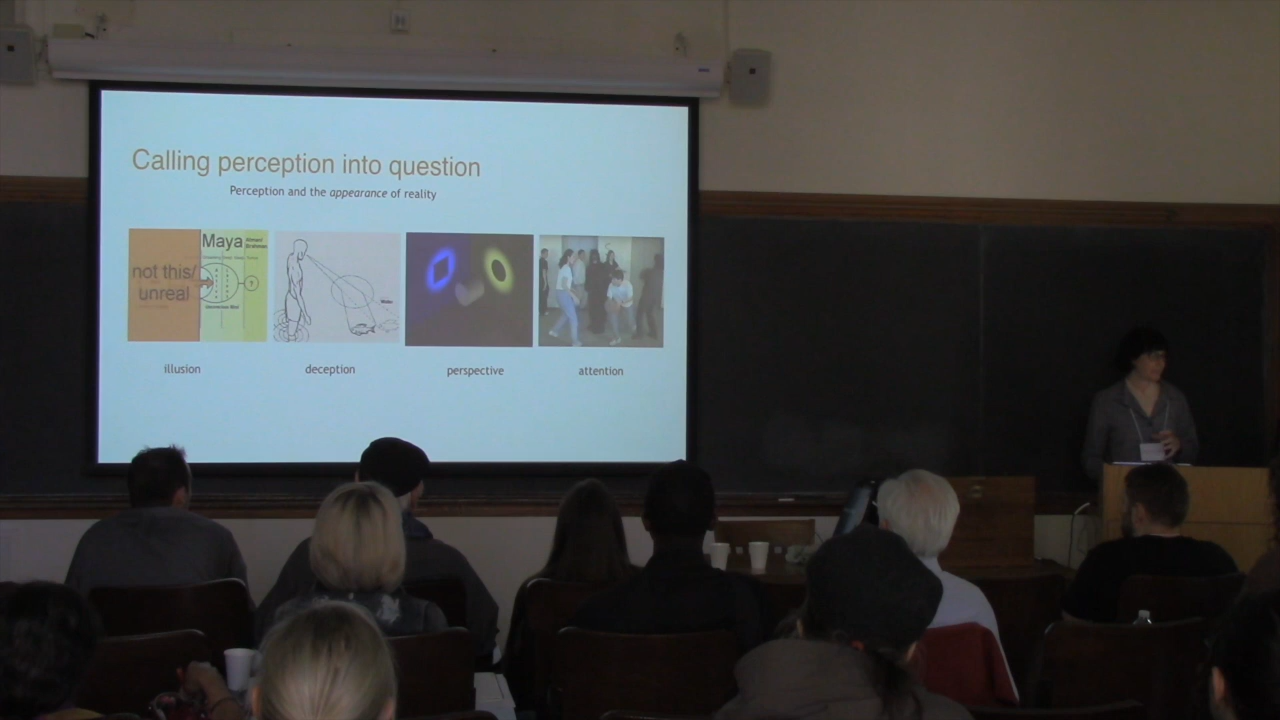 Calling perception into question
Perception and the appearance of reality
not this/
unreal
Maya
?
illusion
deception
perspective
attention